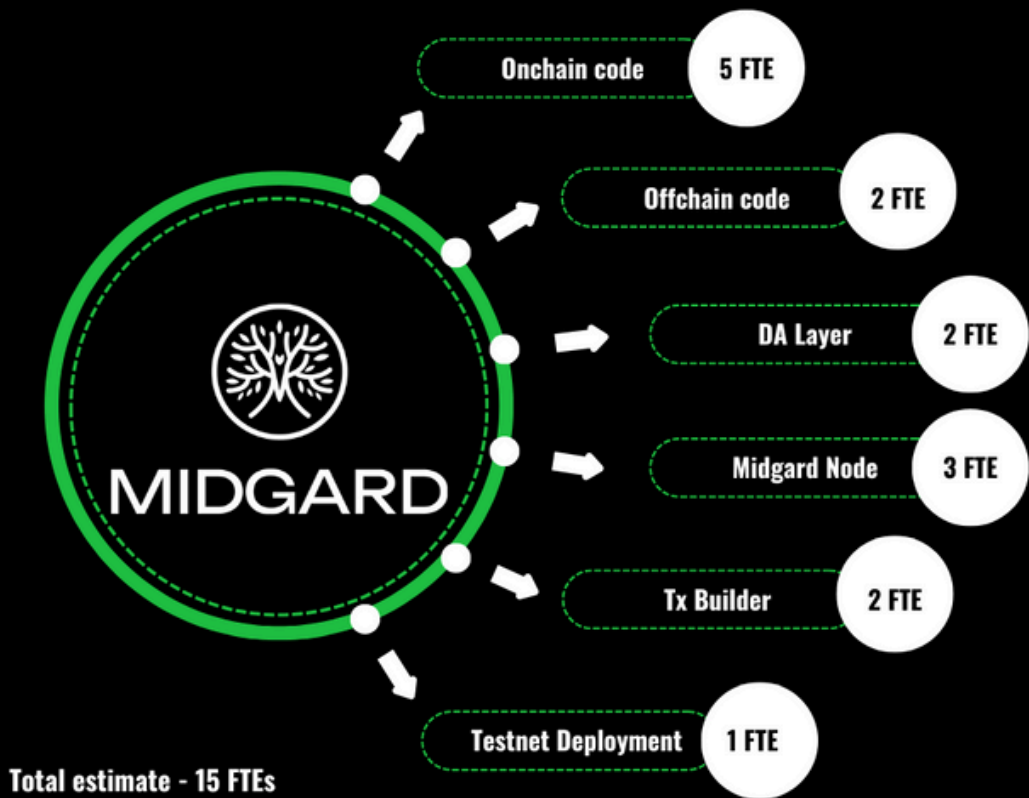 Onchain code
5 FTE
Offchain code
2 FTE
DA Layer
2 FTE
MIDGARD
Midgard Node
3 FTE
Tx Builder
2 FTE
Testnet Deployment
1 FTE
Total estimate - 15 FTEs